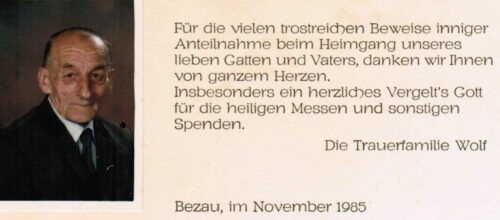 Für die vielen trostreichen Beweise inniger
Anteilnahme beim Heimgang unseres
lieben Gatten und Vaters, danken wir Ihnen
von ganzem Herzen.
Insbesonders ein herzliches Vergelt's Gott
für die heiligen Messen und sonstigen
Spenden.
Die Trauerfamilie Wolf
Bezau, im November 1985